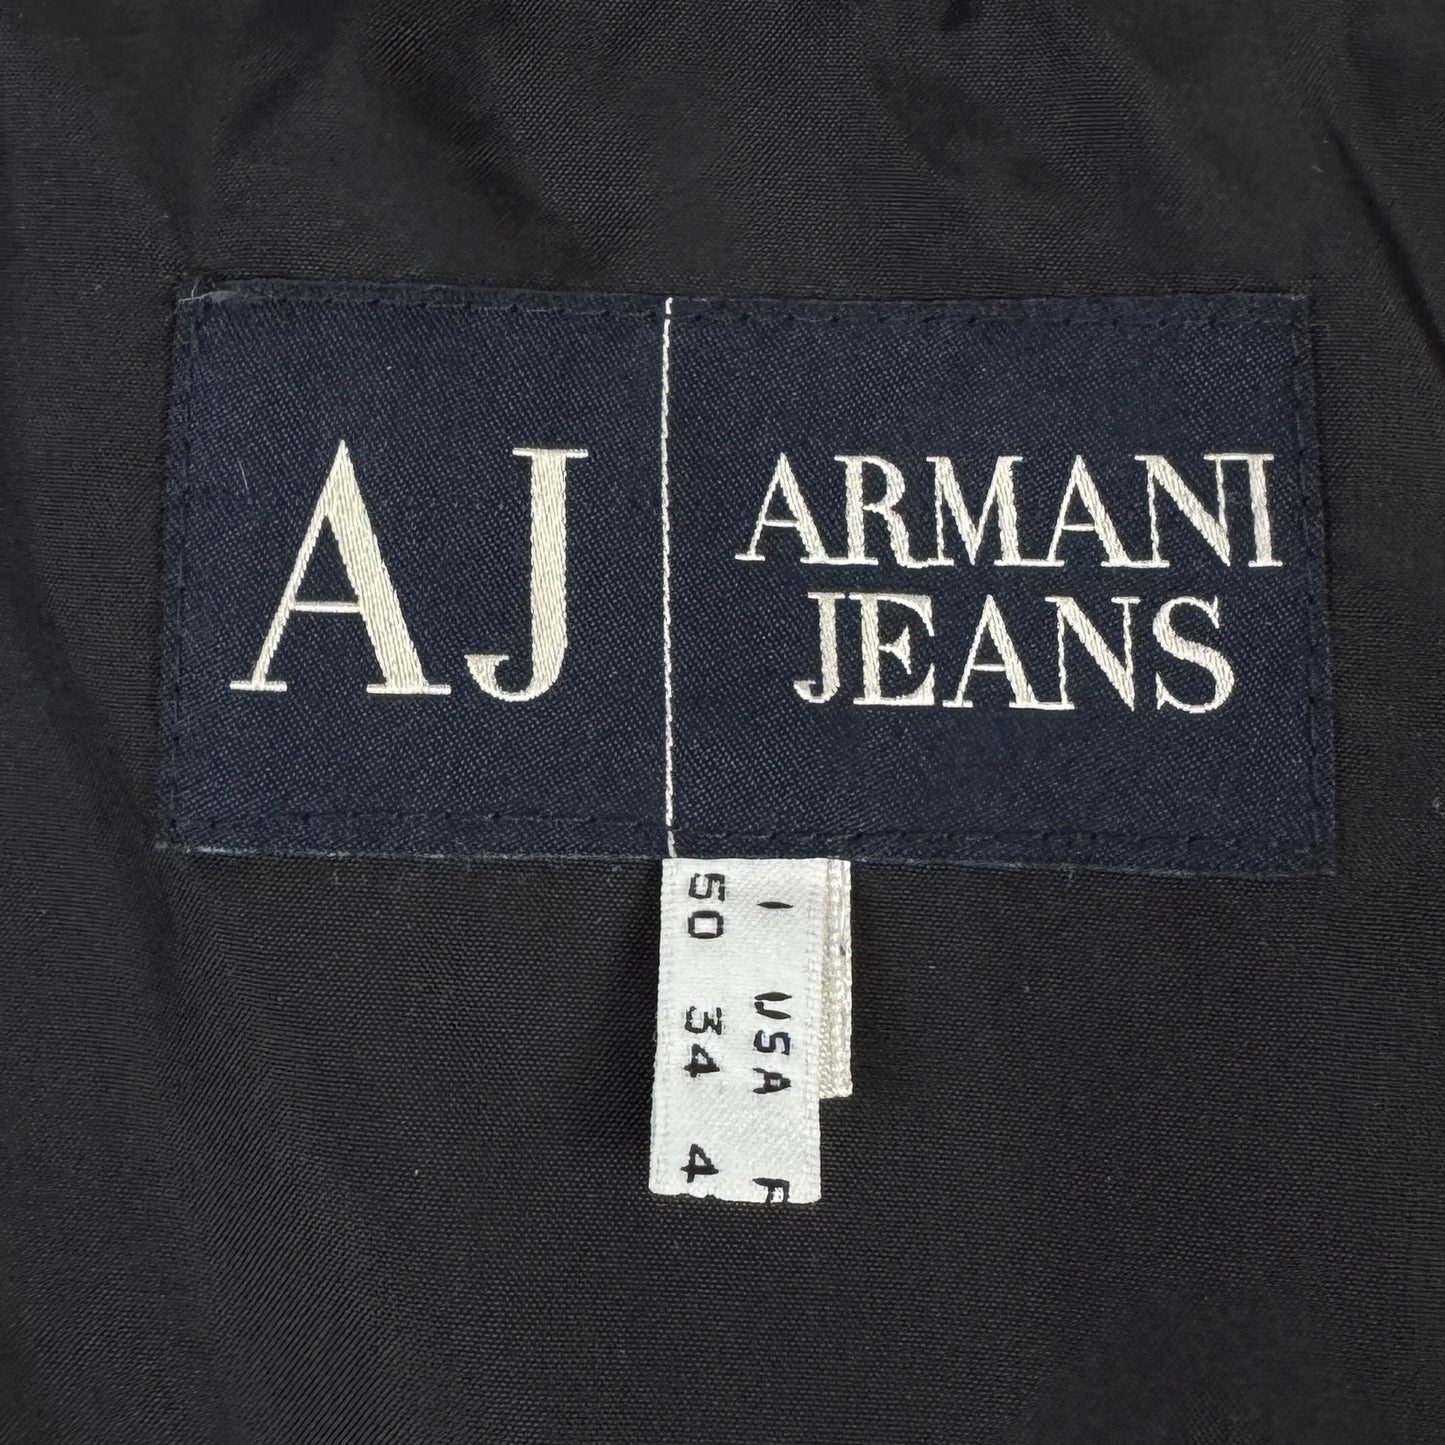 AJ
ARMANI
JEANS
I USA F
50 34 4